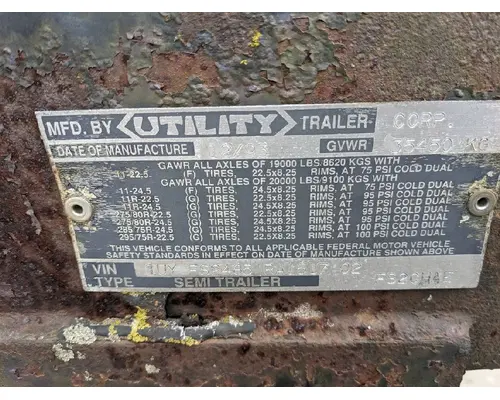 MFD. BY UTILITY TRAILER CORP.
DATE OF MANUFACTURE GVWR
GAWR ALL AXLES OF 19000 LBS-8620 KGS WITH
11-22.5 (F) TIRES, 22.5x8.25 RIMS, AT 75 PSI COLD DUAL
GAWR ALL AXLES OF 20000 LBS-9100 KGS WITH
11-24.5 (F) TIRES, 24.5x8.25 RIMS, AT 75 PSI COLD DUAL
11R-22.5 (G) TIRES, 22.5x8.25 RIMS, AT 95 PSI COLD DUAL
11R-24.5 (G) TIRES, 24.5x8.25 RIMS, AT 95 PSI COLD DUAL
275/80R-22.5 (G) TIRES, 22.5x8.25 RIMS, AT 95 PSI COLD DUAL
275/80R-24.5 (G) TIRES, 24.5x8.25 RIMS, AT 95 PSI COLD DUAL
285/75R-24.5 (G) TIRES, 24.5x8.25 RIMS, AT 100 PSI COLD DUAL
295/75R-22.5 (G) TIRES, 22.5x8.25 RIMS, AT 100 PSI COLD DUAL
THIS VEHICLE CONFORMS TO ALL APPLICABLE FEDERAL MOTOR VEHICLE
SAFETY STANDARDS IN EFFECT ON DATE OF MANUFACTURE SHOWN ABOVE
VIN
TYPE SEMI TRAILER